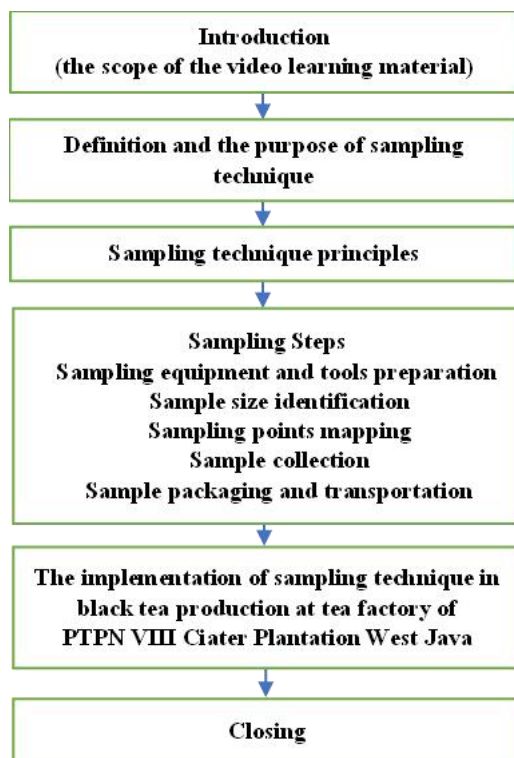 Introduction
(the scope of the video learning material)
Definition and the purpose of sampling
technique
Sampling technique principles
Sampling Steps
Sampling equipment and tools preparation
Sample size identification
Sampling points mapping
Sample collection
Sample packaging and transportation
The implementation of sampling technique in
black tea production at tea factory of
PTPN VIII Ciater Plantation West Java
Closing